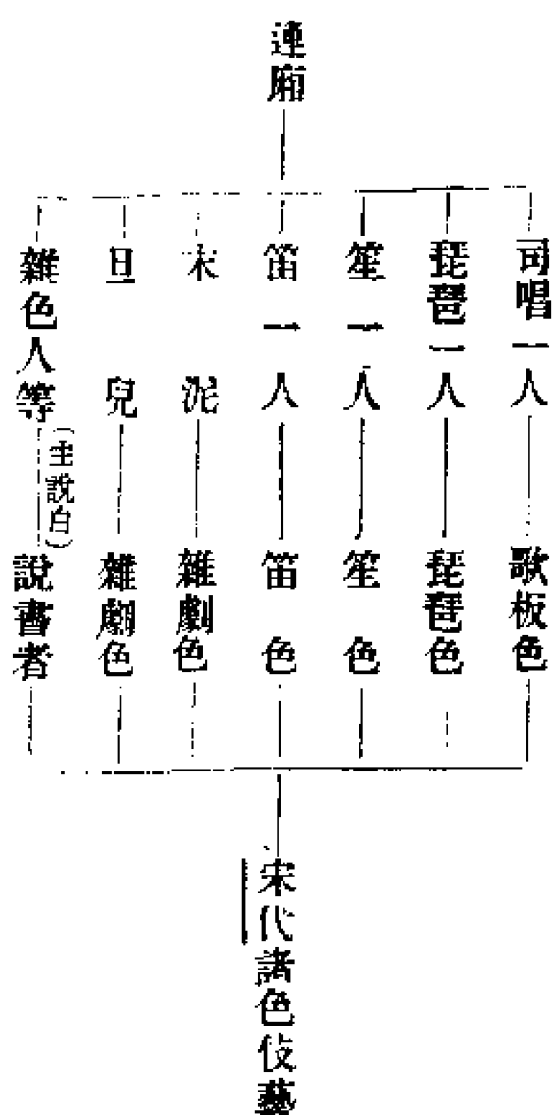 連廂
司唱一人
琵琶一人
笙一人
笛一人
末泥
旦兒
雜色人等
(主說白)
歌板色
琵琶色
笙色
笛色
雜劇色
雜劇色
說書者
宋代諸色伎藝